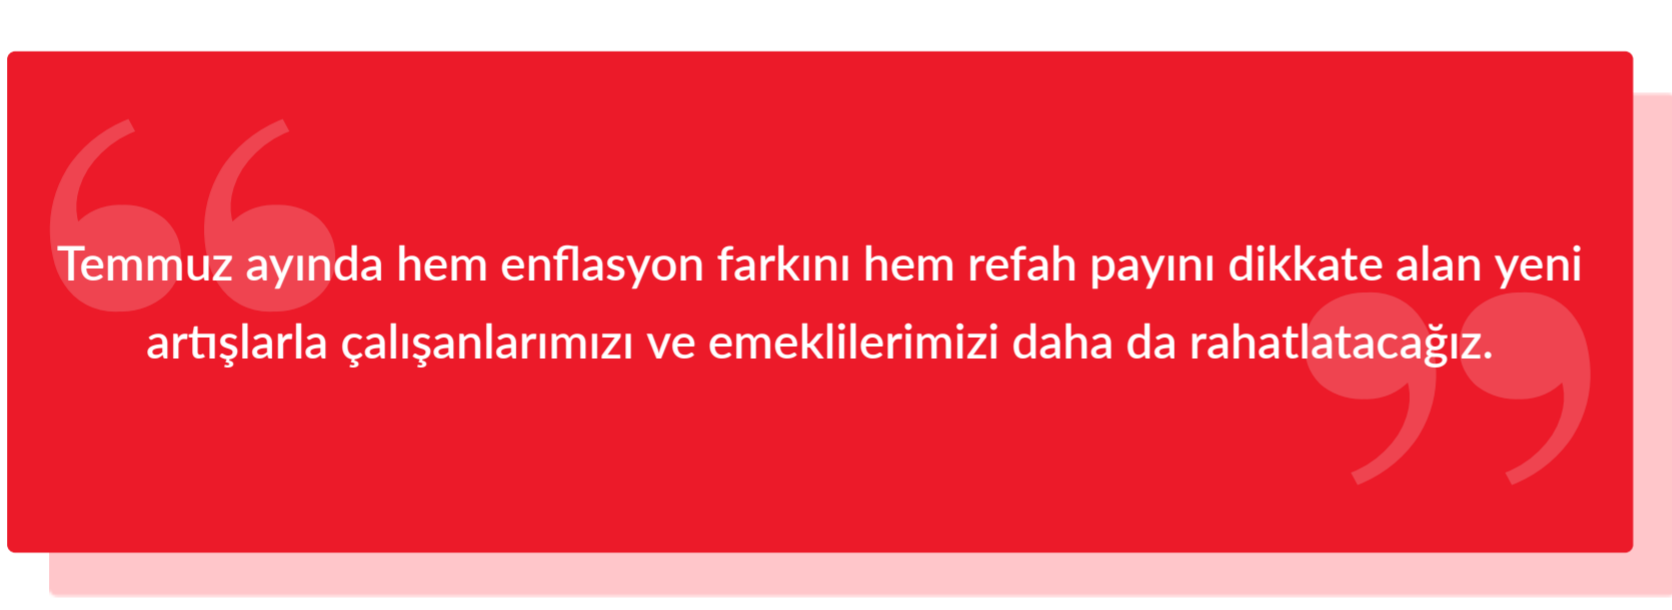 Temmuz ayında hem enflasyon farkını hem refah payını dikkate alan yeni
artışlarla çalışanlarımızı ve emeklilerimizi daha da rahatlatacağız.